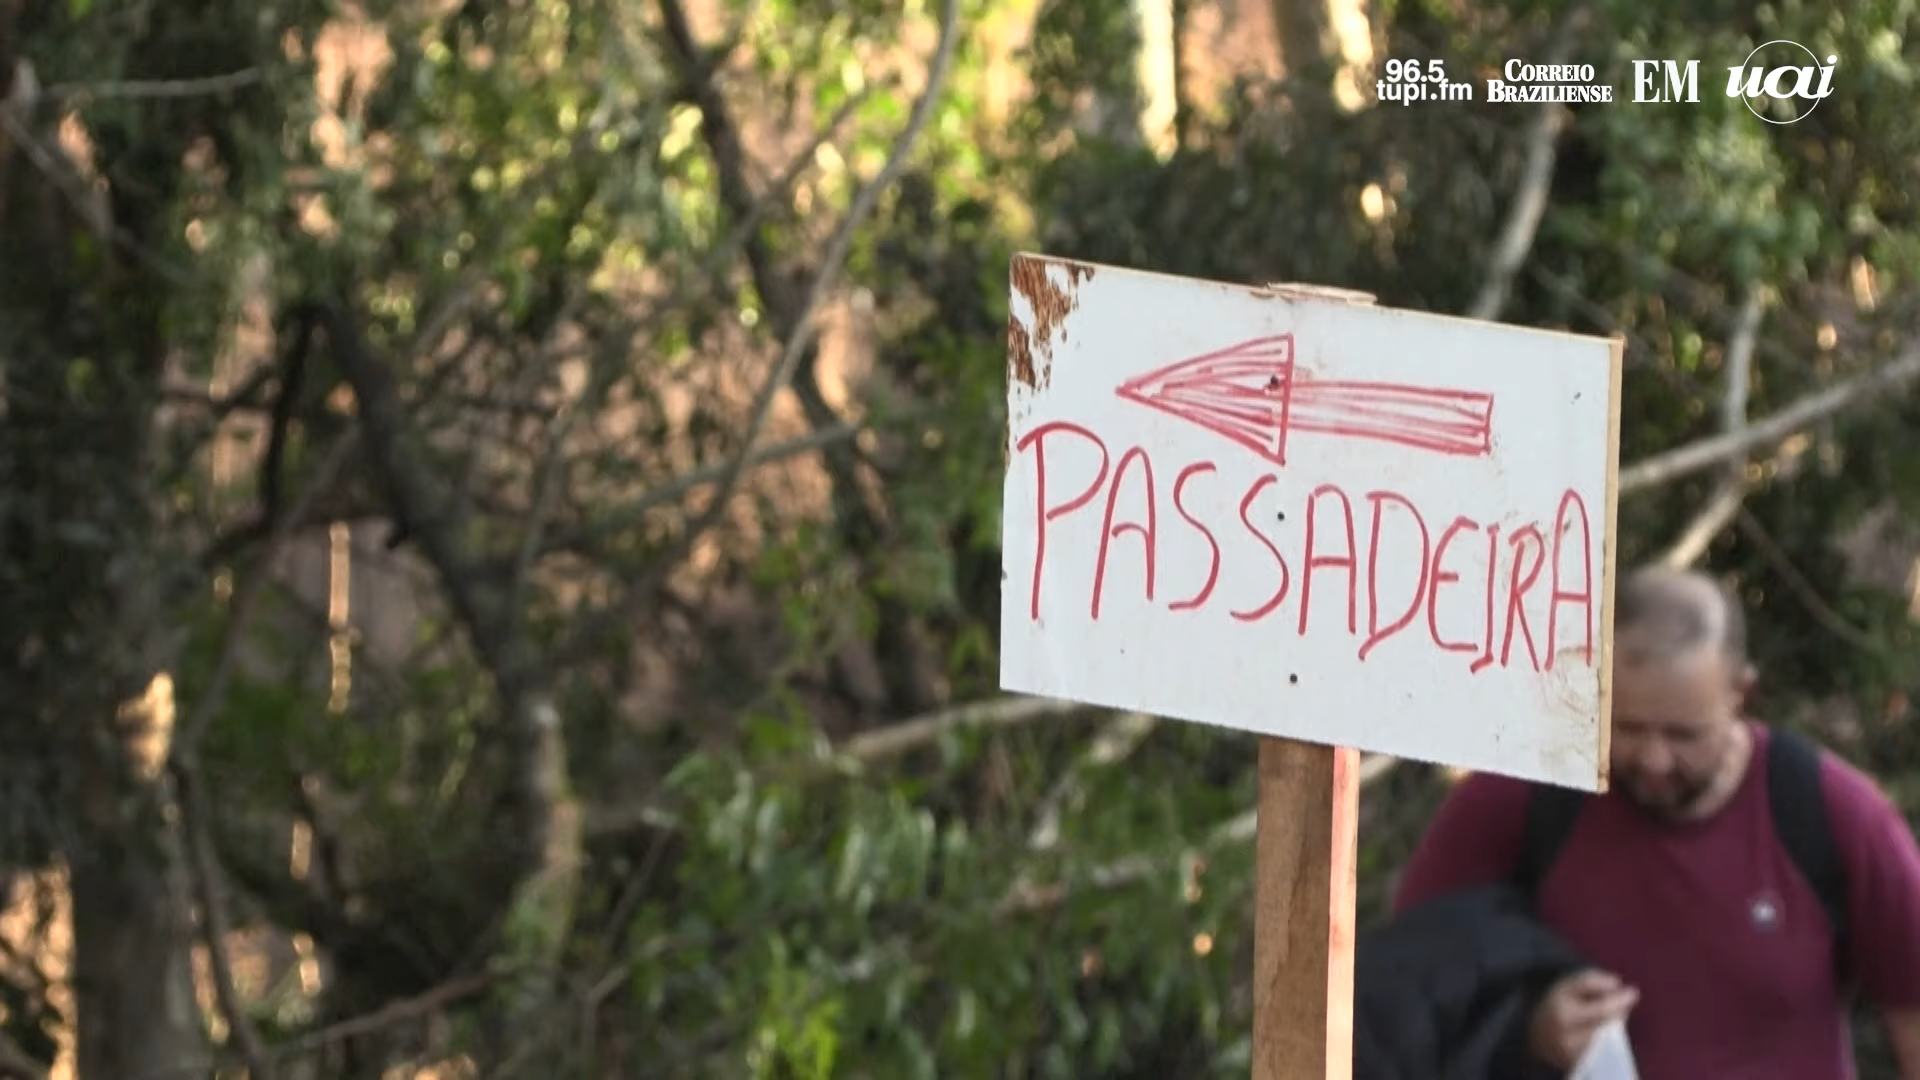 96.5
tupi.fm
CORREIO
BRAZILIENSE
EM
uai
PASSADEIRA